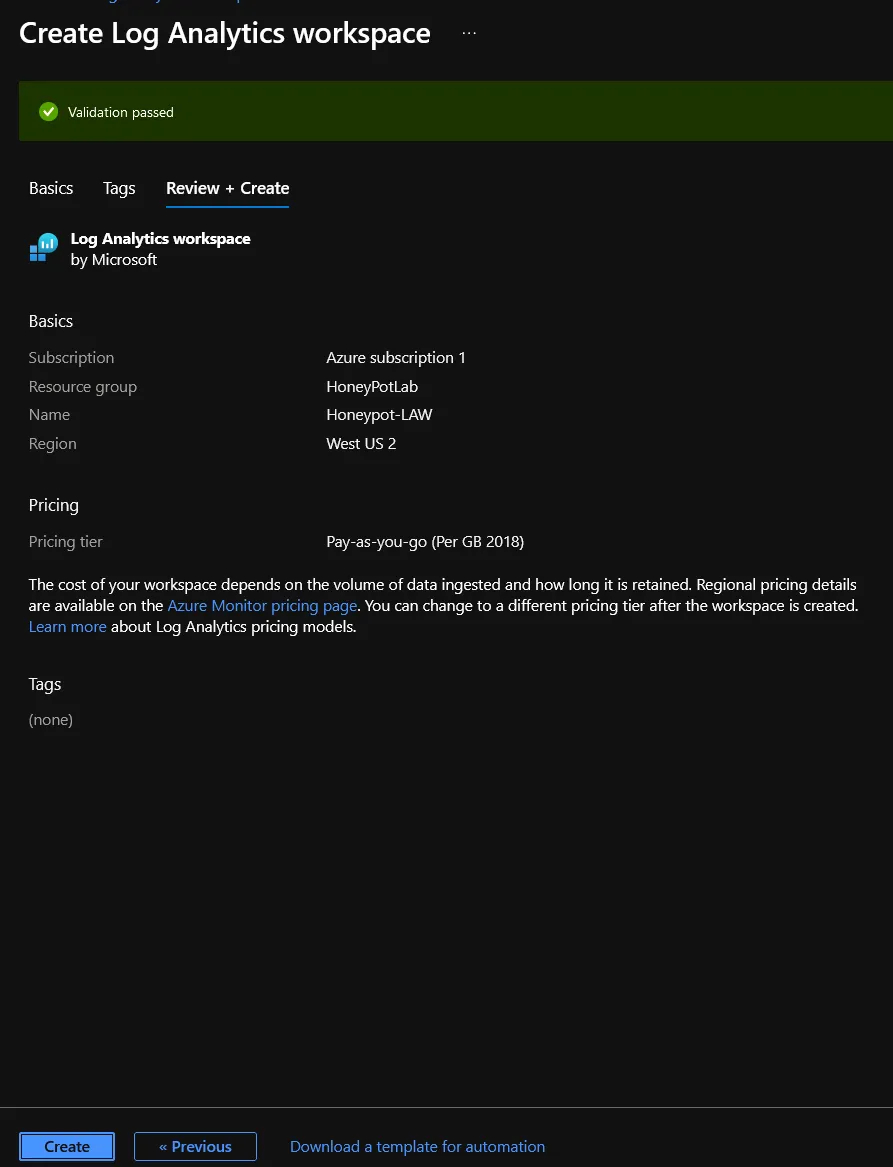 Create Log Analytics workspace ...
Validation passed
Basics Tags Review + Create
Log Analytics workspace
by Microsoft
Basics
Subscription Azure subscription 1
Resource group HoneyPotLab
Name Honeypot-LAW
Region West US 2
Pricing
Pricing tier Pay-as-you-go (Per GB 2018)
The cost of your workspace depends on the volume of data ingested and how long it is retained. Regional pricing details
are available on the Azure Monitor pricing page. You can change to a different pricing tier after the workspace is created.
Learn more about Log Analytics pricing models.
Tags
(none)
Create « Previous Download a template for automation